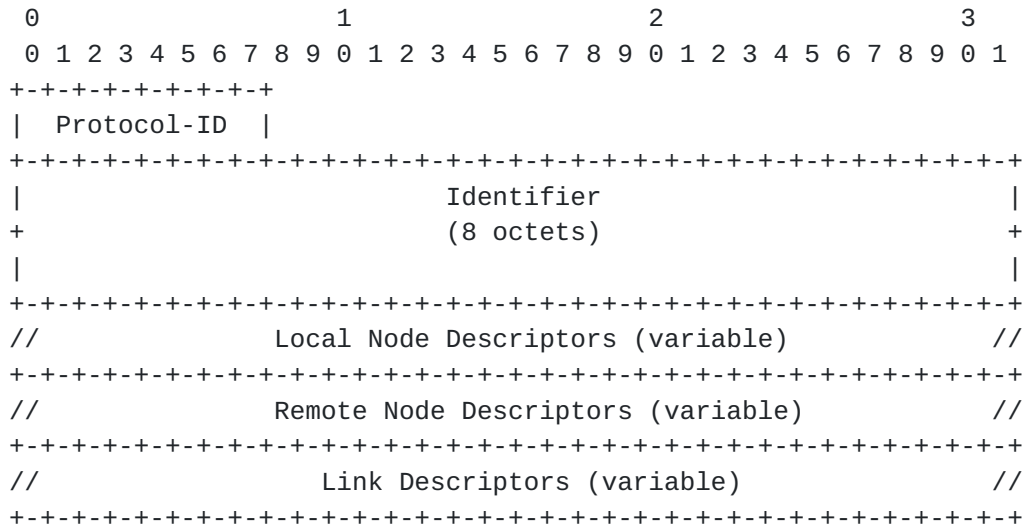 0                   1                   2                   3
 0 1 2 3 4 5 6 7 8 9 0 1 2 3 4 5 6 7 8 9 0 1 2 3 4 5 6 7 8 9 0 1
+-+-+-+-+-+-+-+-+
|  Protocol-ID  |
+-+-+-+-+-+-+-+-+-+-+-+-+-+-+-+-+-+-+-+-+-+-+-+-+-+-+-+-+-+-+-+-+
|                           Identifier                          |
+                           (8 octets)                          +
|                                                               |
+-+-+-+-+-+-+-+-+-+-+-+-+-+-+-+-+-+-+-+-+-+-+-+-+-+-+-+-+-+-+-+-+
//               Local Node Descriptors (variable)             //
+-+-+-+-+-+-+-+-+-+-+-+-+-+-+-+-+-+-+-+-+-+-+-+-+-+-+-+-+-+-+-+-+
//               Remote Node Descriptors (variable)            //
+-+-+-+-+-+-+-+-+-+-+-+-+-+-+-+-+-+-+-+-+-+-+-+-+-+-+-+-+-+-+-+-+
//                  Link Descriptors (variable)                //
+-+-+-+-+-+-+-+-+-+-+-+-+-+-+-+-+-+-+-+-+-+-+-+-+-+-+-+-+-+-+-+-+